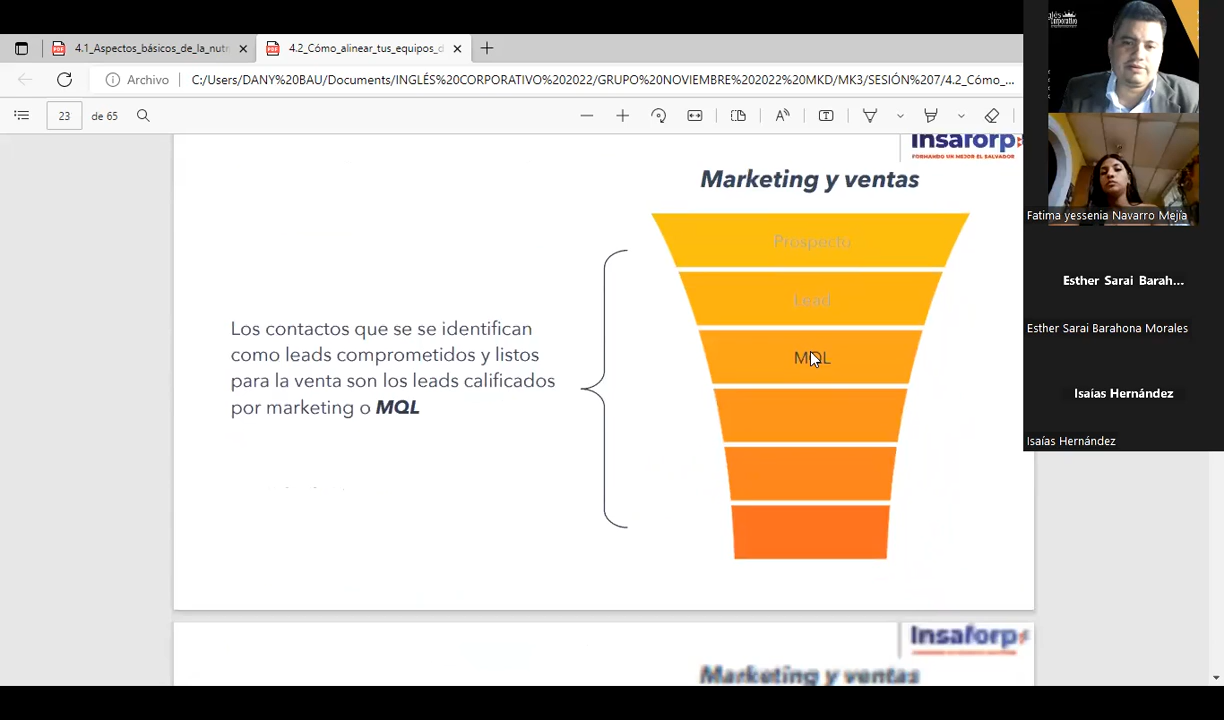 4.1_Aspectos_básicos_de_la_nutr
4.2_Cómo_alinear_tus_equipos_d
Archivo
C:/Users/DANY%20BAU/Documents/INGLÉS%20CORPORATIVO%202022/GRUPO%20NOVIEMBRE%202022%20MKD/MK3/SESIÓN%207/4.2_Cómo_...
23 de 65
Insaforp
FORMANDO UN MEJOR EL SALVADOR
Marketing y ventas
Prospecto
Lead
MQL
Los contactos que se se identifican
como leads comprometidos y listos
para la venta son los leads calificados
por marketing o MQL
Insaforp
Marketing y ventas
Fatima yessenia Navarro Mejía
Esther Sarai Barah...
Esther Sarai Barahona Morales
Isaías Hernández
Isaías Hernández